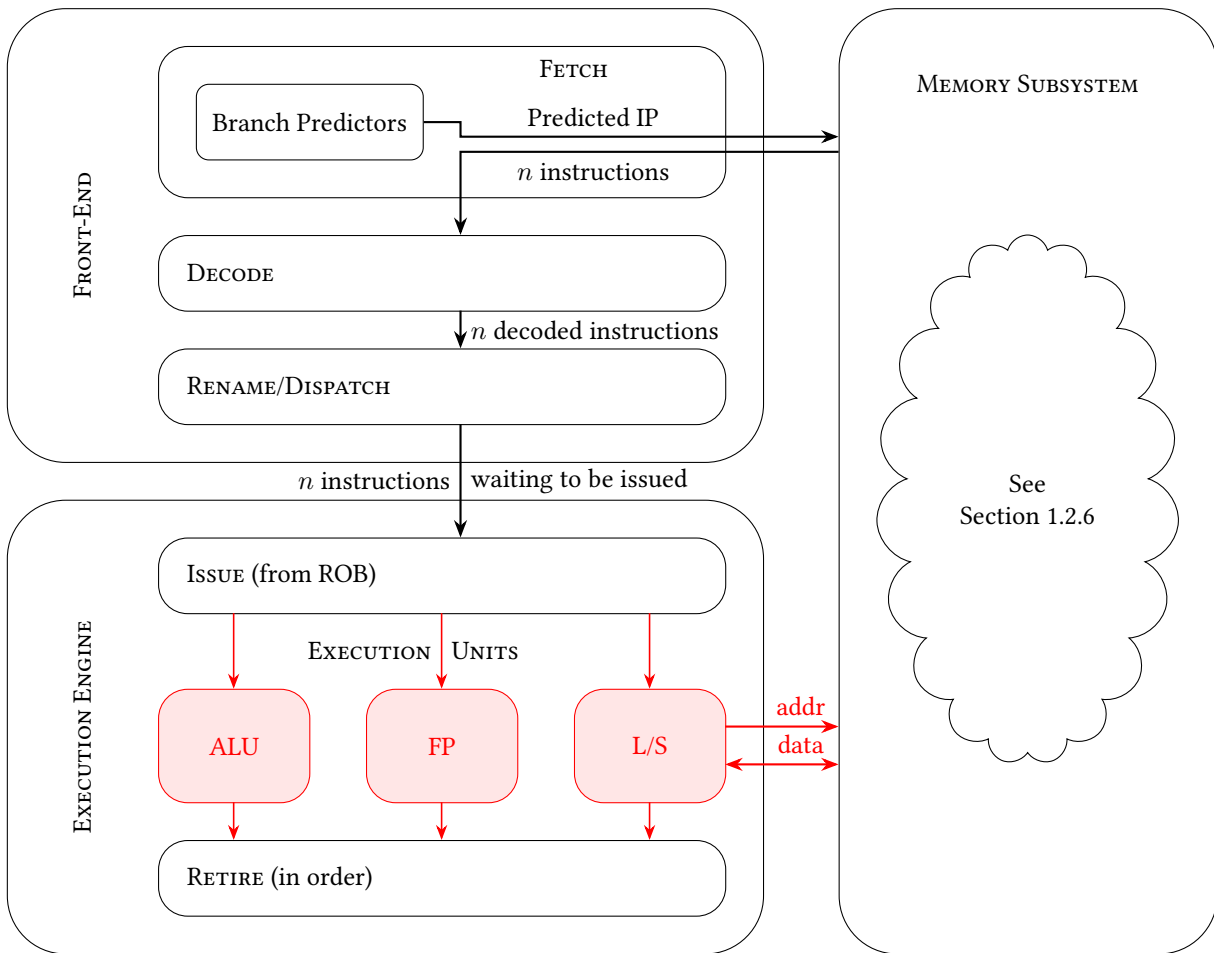 FETCH
MEMORY SUBSYSTEM
Branch Predictors
Predicted IP
n instructions
FRONT-END
DECODE
n decoded instructions
RENAME/DISPATCH
n instructions waiting to be issued
See
Section 1.2.6
ISSUE (from ROB)
EXECUTION ENGINE
EXECUTION UNITS
addr
ALU
FP
L/S
data
RETIRE (in order)